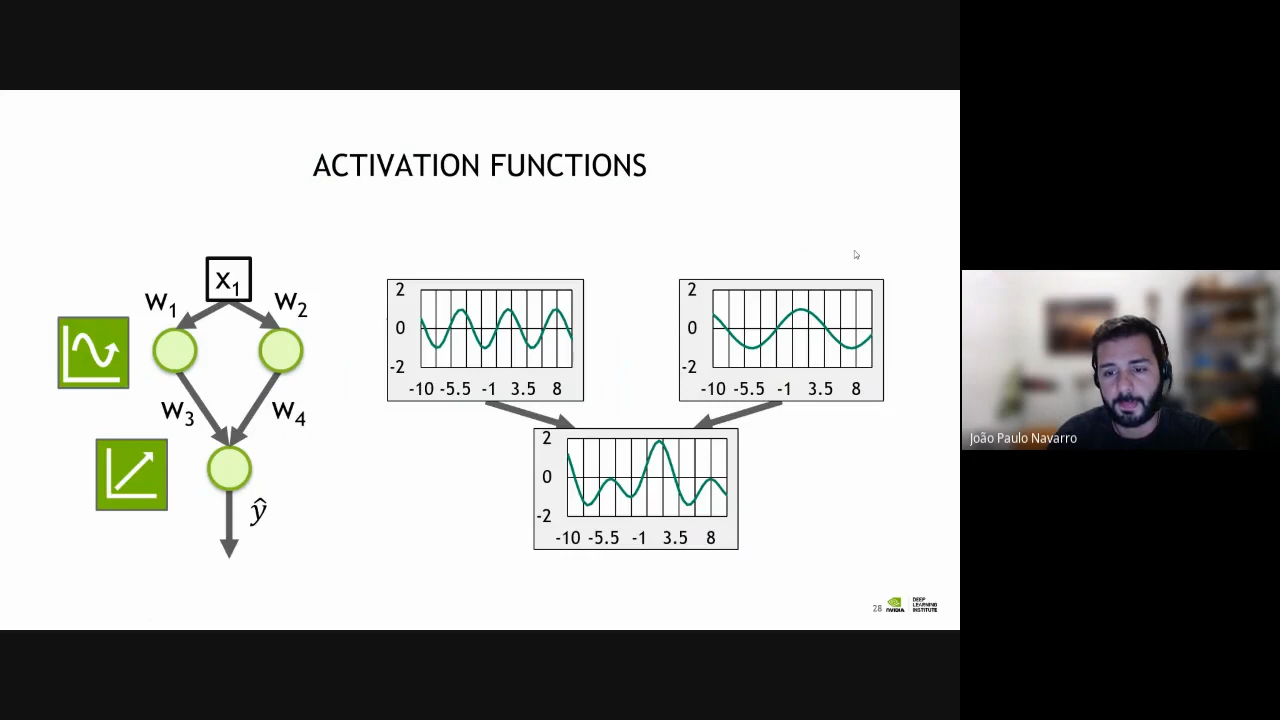 ACTIVATION FUNCTIONS
x1
w1
w2
w3
w4
ŷ
2
0
-2
-10 -5.5 -1 3.5 8
2
0
-2
-10 -5.5 -1 3.5 8
2
0
-2
-10 -5.5 -1 3.5 8
João Paulo Navarro
28
NVIDIA
DEEP
LEARNING
INSTITUTE